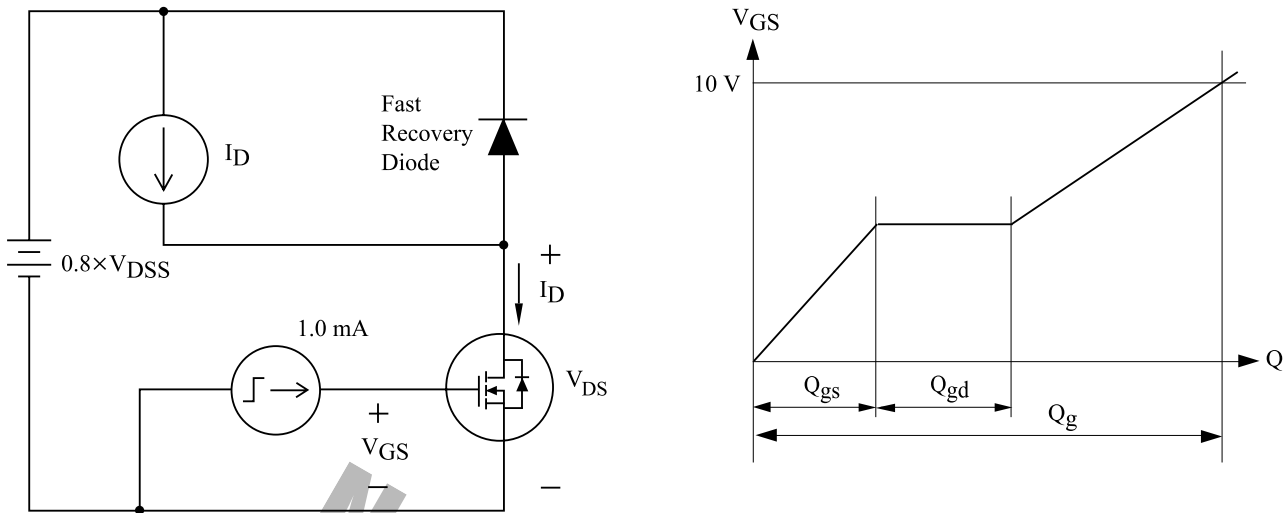 Fast
Recovery
Diode
I_D
0.8×V_DSS
+
I_D
1.0 mA
V_DS
+
V_GS
−
−
V_GS
10 V
Q
Q_gs
Q_gd
Q_g